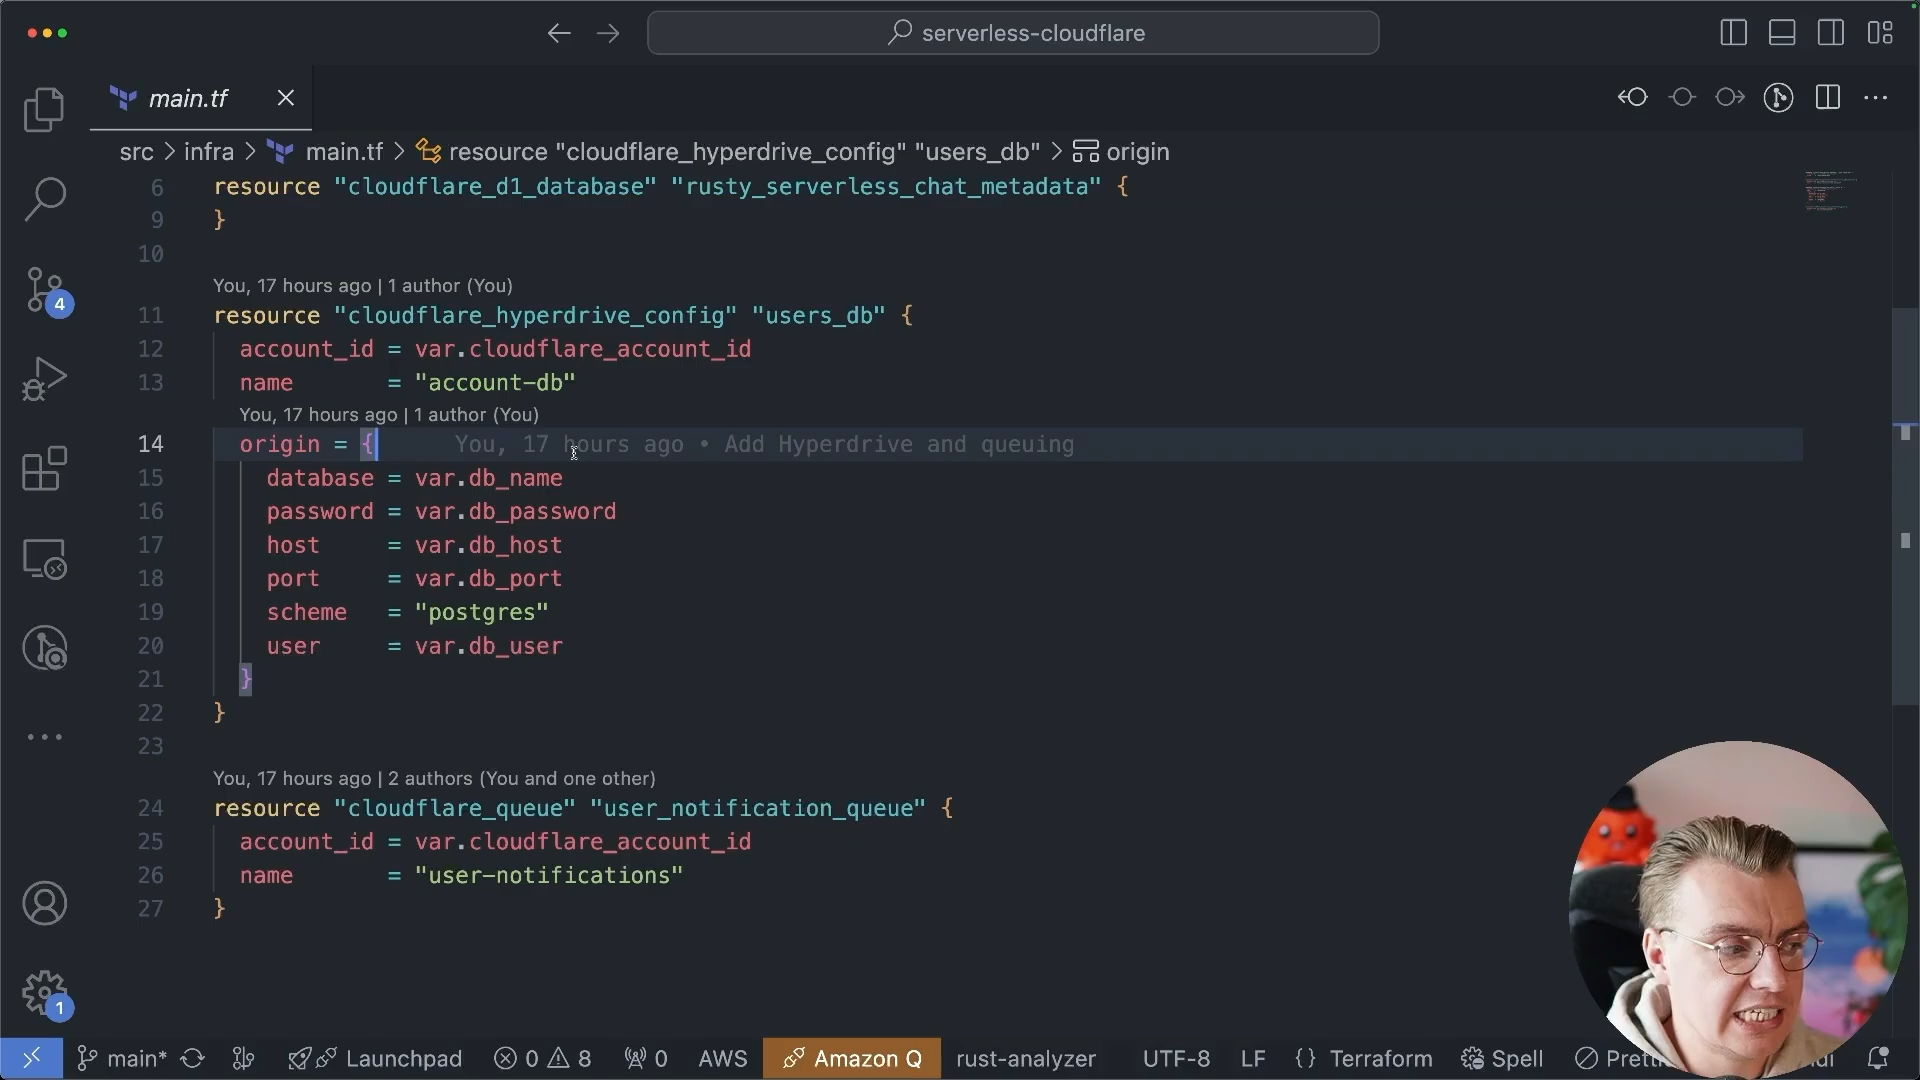 serverless-cloudflare
main.tf
src > infra > main.tf > resource "cloudflare_hyperdrive_config" "users_db" > origin
6 resource "cloudflare_d1_database" "rusty_serverless_chat_metadata" {
9 }
10
You, 17 hours ago | 1 author (You)
11 resource "cloudflare_hyperdrive_config" "users_db" {
12 account_id = var.cloudflare_account_id
13 name = "account-db"
You, 17 hours ago | 1 author (You)
14 origin = { You, 17 hours ago • Add Hyperdrive and queuing
15 database = var.db_name
16 password = var.db_password
17 host = var.db_host
18 port = var.db_port
19 scheme = "postgres"
20 user = var.db_user
21 }
22 }
23
You, 17 hours ago | 2 authors (You and one other)
24 resource "cloudflare_queue" "user_notification_queue" {
25 account_id = var.cloudflare_account_id
26 name = "user-notifications"
27 }
4
1
main* Launchpad 0 8 0 AWS Amazon Q rust-analyzer UTF-8 LF {} Terraform Spell